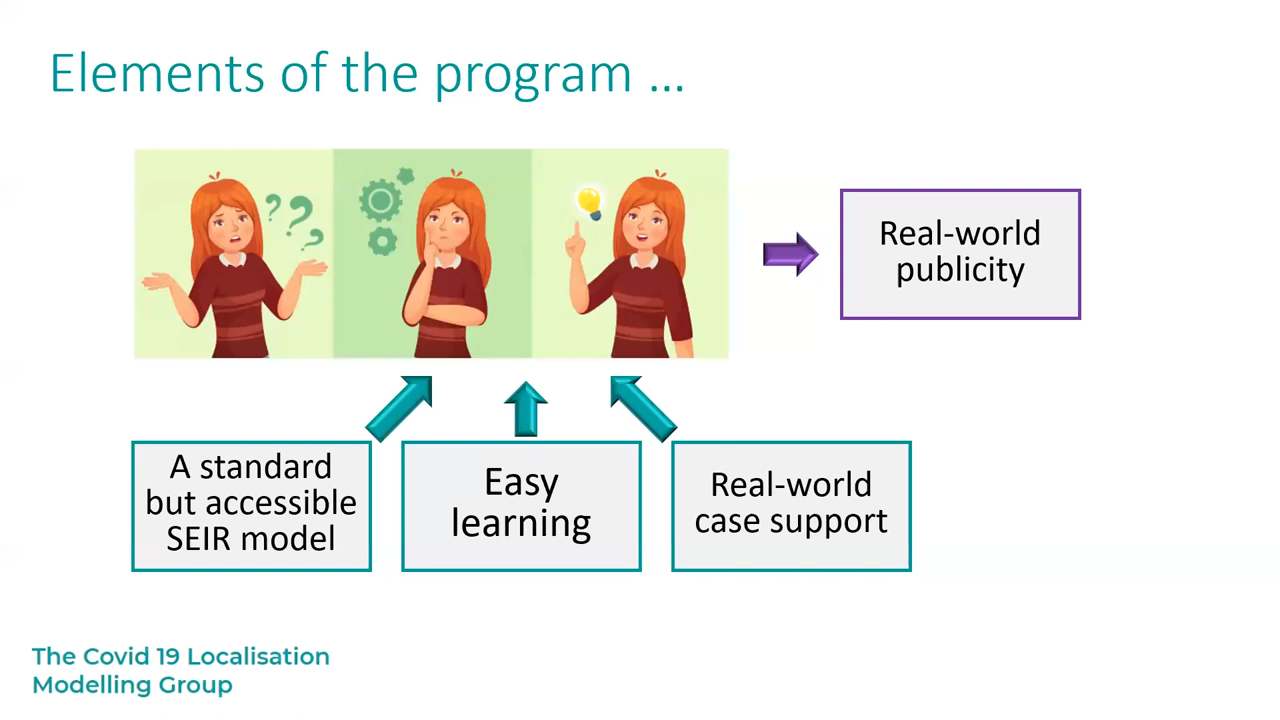 Elements of the program ...
Real-world
publicity
A standard
but accessible
SEIR model
Easy
learning
Real-world
case support
The Covid 19 Localisation
Modelling Group